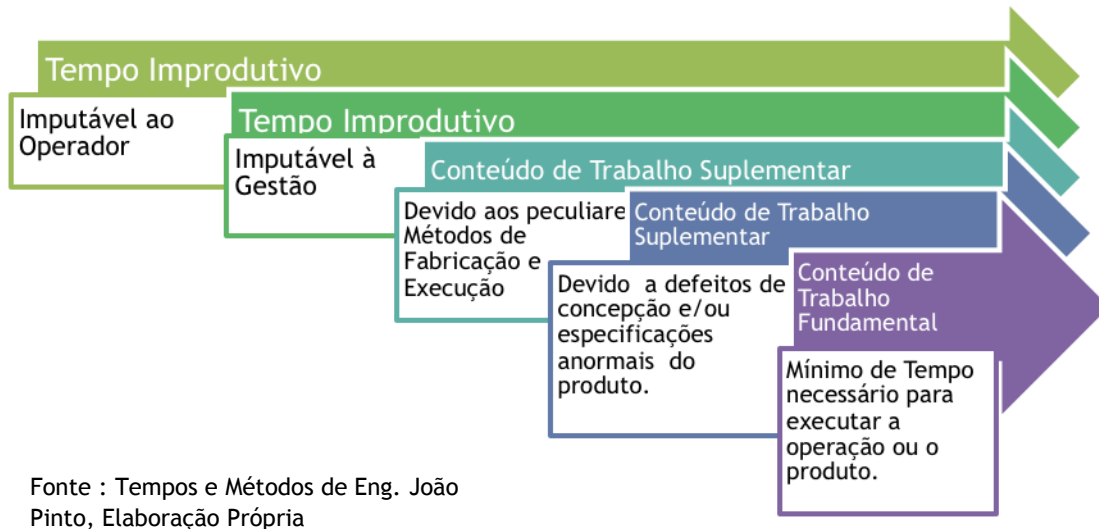 Tempo Improdutivo
Imputável ao
Operador
Tempo Improdutivo
Imputável à
Gestão
Conteúdo de Trabalho Suplementar
Devido aos peculiare
Métodos de
Fabricação e
Execução
Conteúdo de Trabalho
Suplementar
Devido a defeitos de
concepção e/ou
especificações
anormais do
produto.
Conteúdo de
Trabalho
Fundamental
Mínimo de Tempo
necessário para
executar a
operação ou o
produto.
Fonte : Tempos e Métodos de Eng. João
Pinto, Elaboração Própria